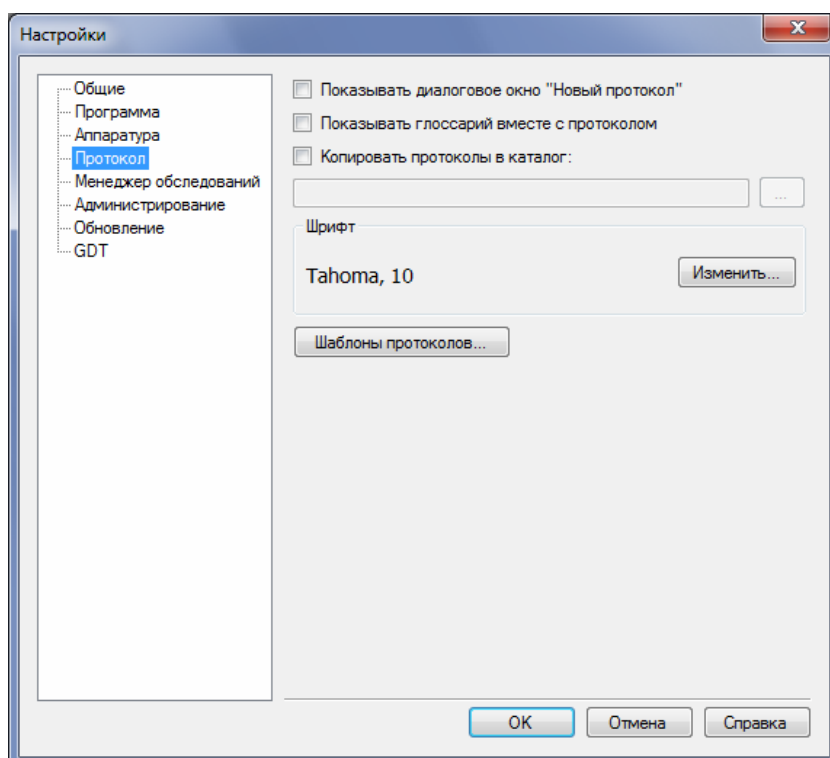 Настройки
Общие
Программа
Аппаратура
Протокол
Менеджер обследований
Администрирование
Обновление
GDT
Показывать диалоговое окно "Новый протокол"
Показывать глоссарий вместе с протоколом
Копировать протоколы в каталог:
...
Шрифт
Tahoma, 10
Изменить...
Шаблоны протоколов...
OK
Отмена
Справка